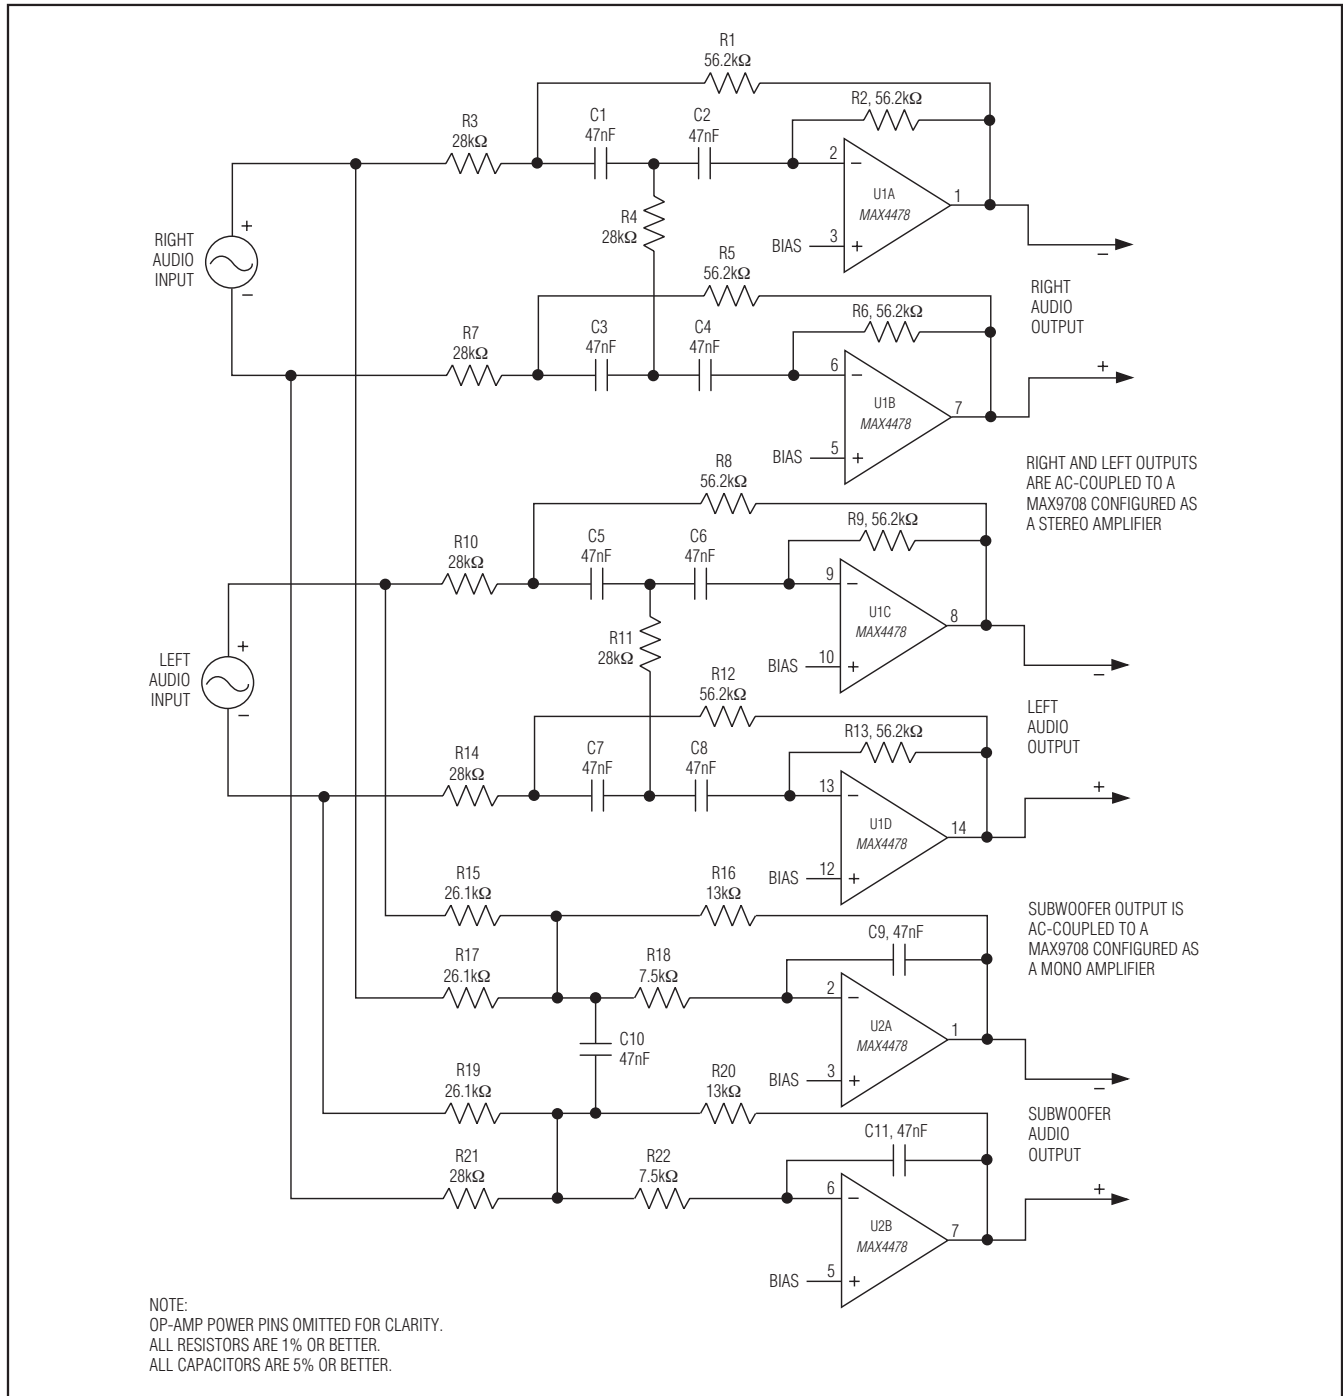 R1
56.2kΩ
R2, 56.2kΩ
R3
28kΩ
C1
47nF
C2
47nF
2
−
U1A
MAX4478
1
R4
28kΩ
BIAS
3
+
−
+
RIGHT
AUDIO
INPUT
−
R5
56.2kΩ
RIGHT
AUDIO
OUTPUT
R6, 56.2kΩ
R7
28kΩ
C3
47nF
C4
47nF
6
−
+
U1B
MAX4478
7
BIAS
5
+
RIGHT AND LEFT OUTPUTS
ARE AC-COUPLED TO A
MAX9708 CONFIGURED AS
A STEREO AMPLIFIER
R8
56.2kΩ
R9, 56.2kΩ
R10
28kΩ
C5
47nF
C6
47nF
9
−
U1C
MAX4478
8
R11
28kΩ
BIAS
10
+
−
+
LEFT
AUDIO
INPUT
−
R12
56.2kΩ
LEFT
AUDIO
OUTPUT
R13, 56.2kΩ
R14
28kΩ
C7
47nF
C8
47nF
13
−
+
U1D
MAX4478
14
BIAS
12
+
R15
26.1kΩ
R16
13kΩ
SUBWOOFER OUTPUT IS
AC-COUPLED TO A
MAX9708 CONFIGURED AS
A MONO AMPLIFIER
C9, 47nF
R17
26.1kΩ
R18
7.5kΩ
2
−
U2A
MAX4478
1
C10
47nF
BIAS
3
+
−
R19
26.1kΩ
R20
13kΩ
SUBWOOFER
AUDIO
OUTPUT
C11, 47nF
R21
28kΩ
R22
7.5kΩ
6
−
+
U2B
MAX4478
7
BIAS
5
+
NOTE:
OP-AMP POWER PINS OMITTED FOR CLARITY.
ALL RESISTORS ARE 1% OR BETTER.
ALL CAPACITORS ARE 5% OR BETTER.